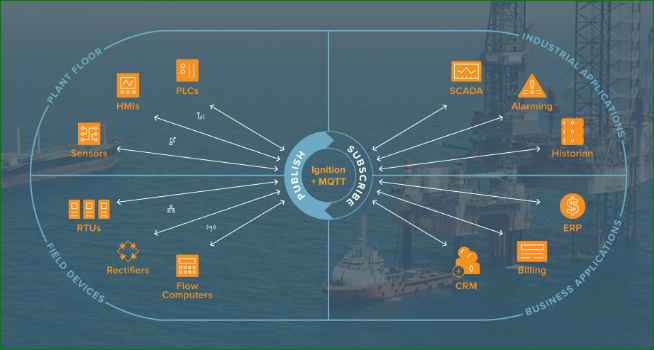 PLANT FLOOR
INDUSTRIAL APPLICATIONS
PLCs
HMIs
Sensors
SCADA
Alarming
Historian
PUBLISH
Ignition
+ MQTT
SUBSCRIBE
RTUs
Rectifiers
Flow
Computers
ERP
Billing
CRM
FIELD DEVICES
BUSINESS APPLICATIONS